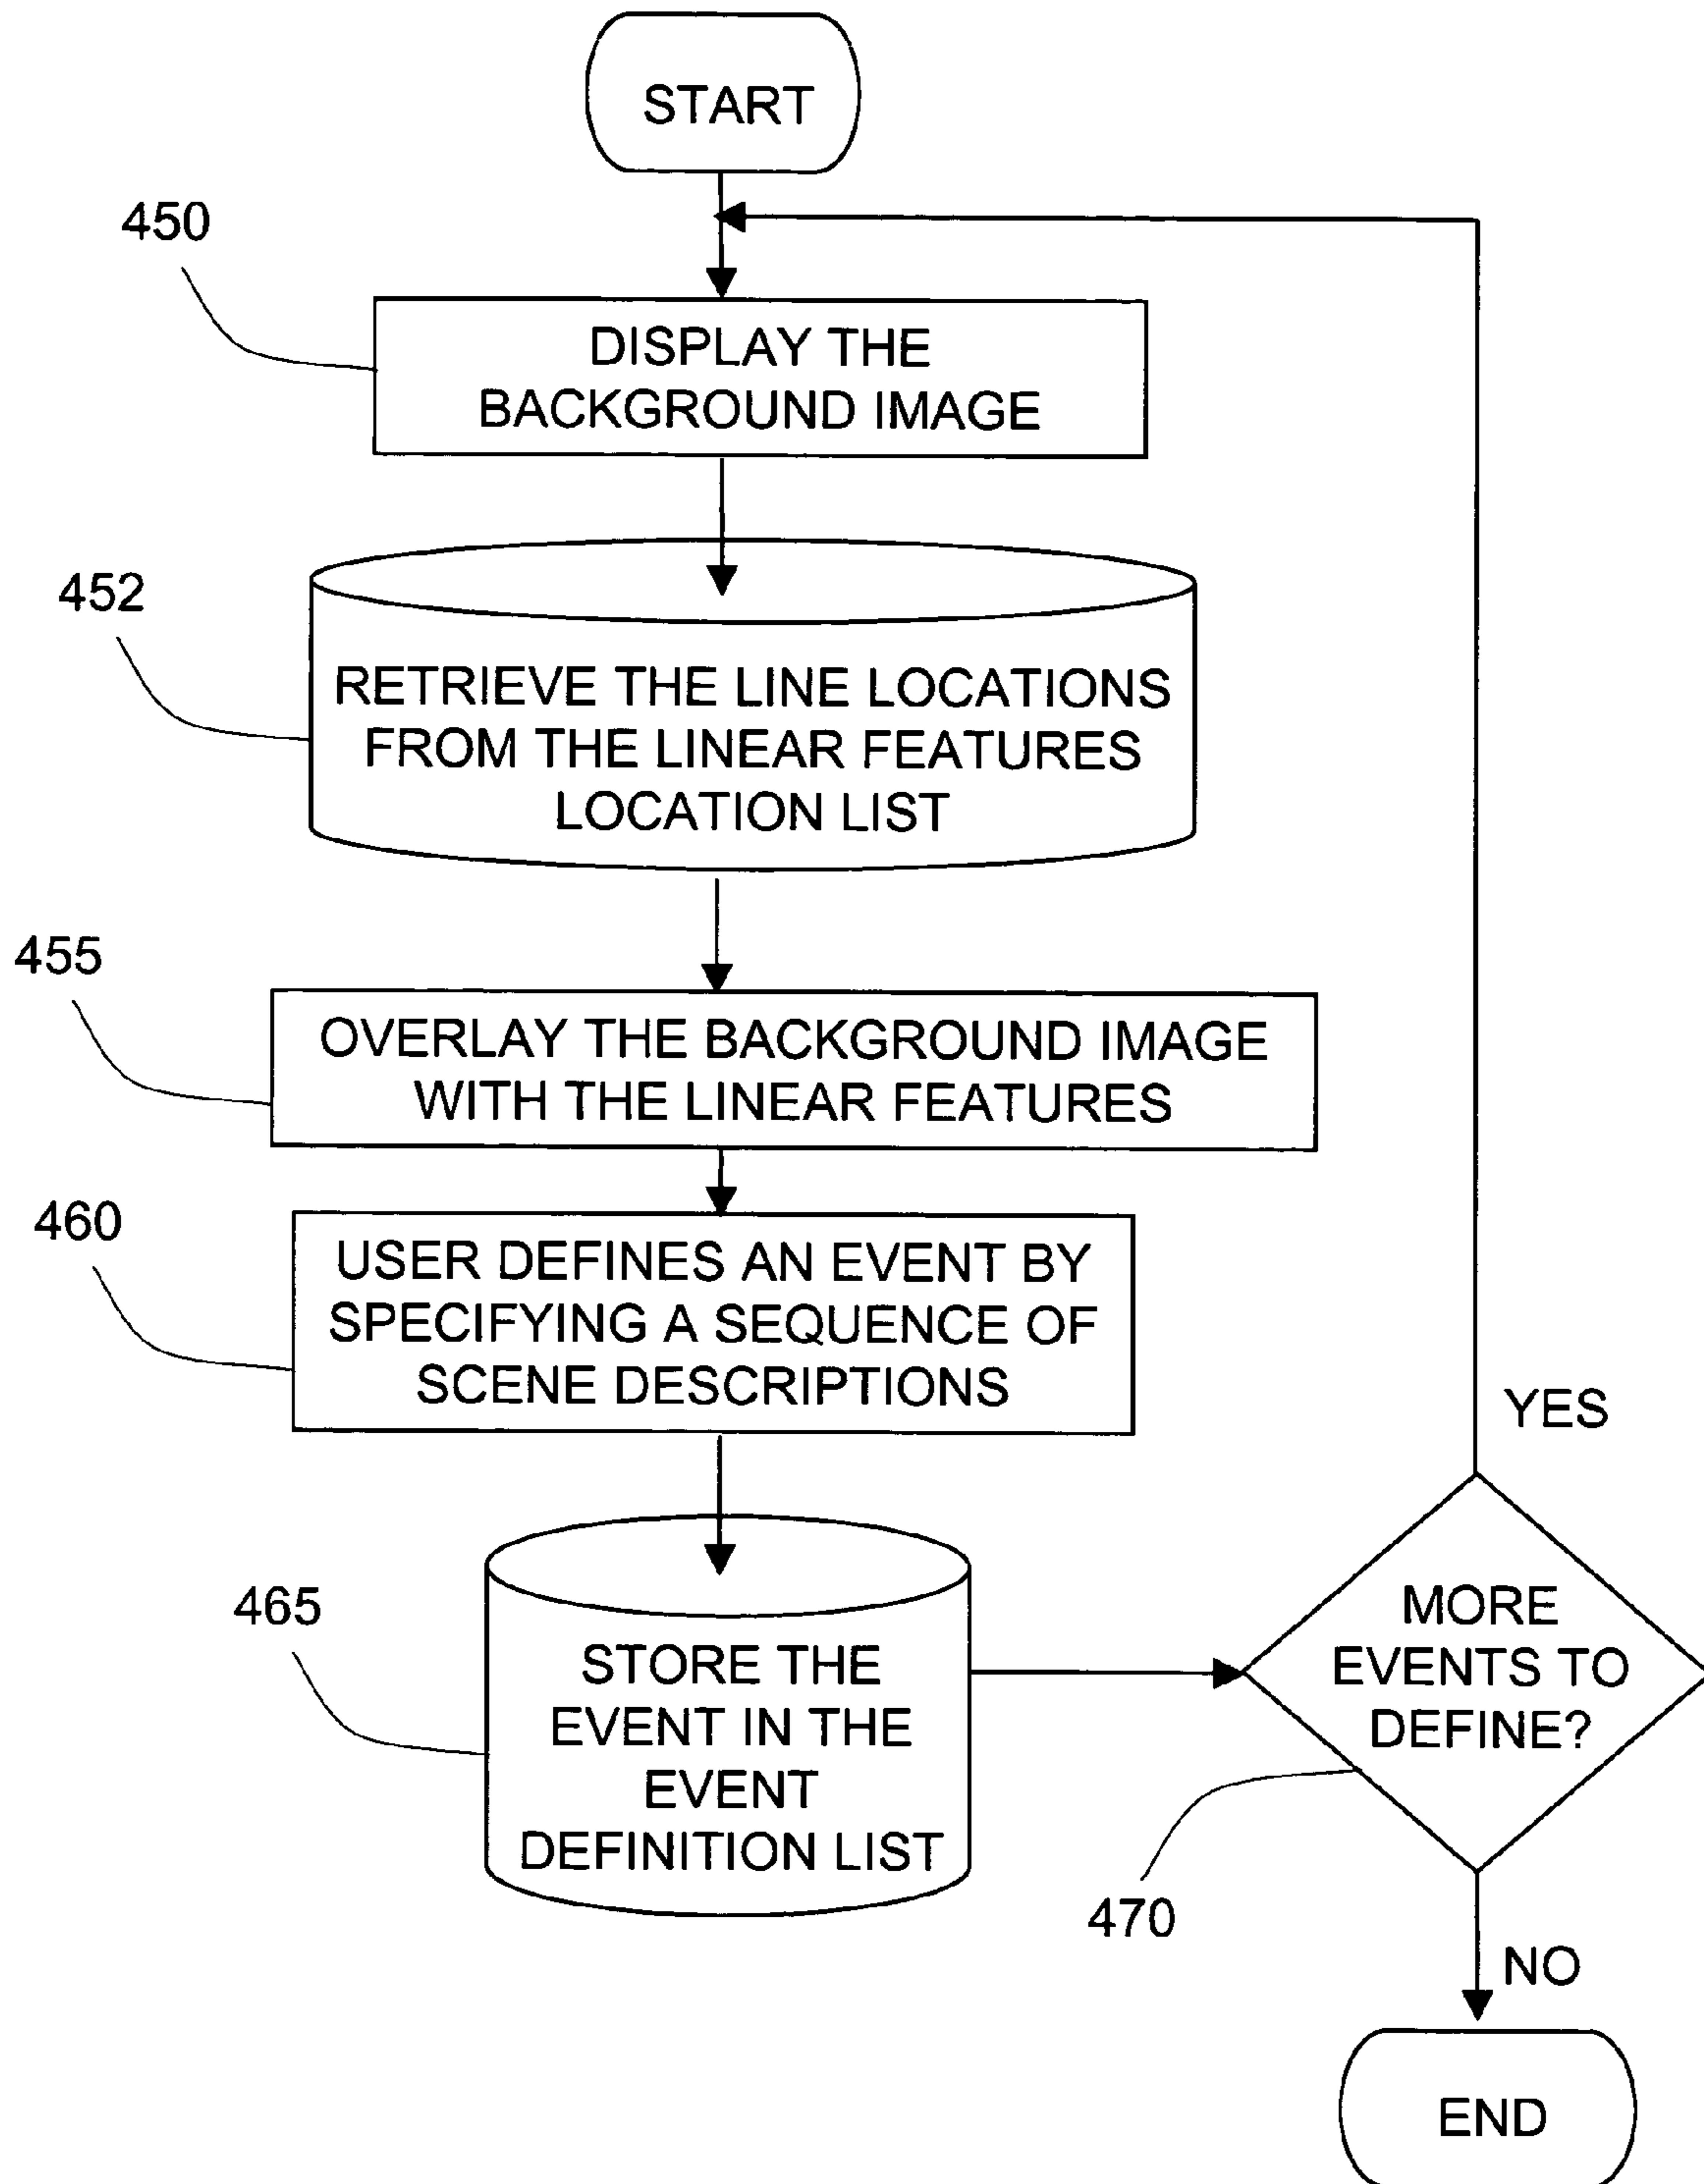 START
450
DISPLAY THE
BACKGROUND IMAGE
452
RETRIEVE THE LINE LOCATIONS
FROM THE LINEAR FEATURES
LOCATION LIST
455
OVERLAY THE BACKGROUND IMAGE
WITH THE LINEAR FEATURES
460
USER DEFINES AN EVENT BY
SPECIFYING A SEQUENCE OF
SCENE DESCRIPTIONS
YES
465
STORE THE
EVENT IN THE
EVENT
DEFINITION LIST
MORE
EVENTS TO
DEFINE?
470
NO
END